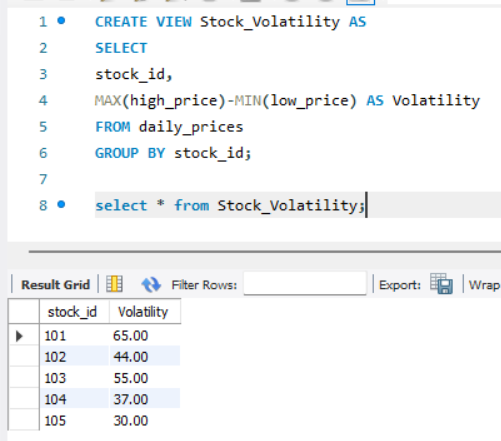 1 CREATE VIEW Stock_Volatility AS
2 SELECT
3 stock_id,
4 MAX(high_price)-MIN(low_price) AS Volatility
5 FROM daily_prices
6 GROUP BY stock_id;
7
8 select * from Stock_Volatility;
Result Grid Filter Rows: Export: Wrap
stock_id Volatility
101 65.00
102 44.00
103 55.00
104 37.00
105 30.00